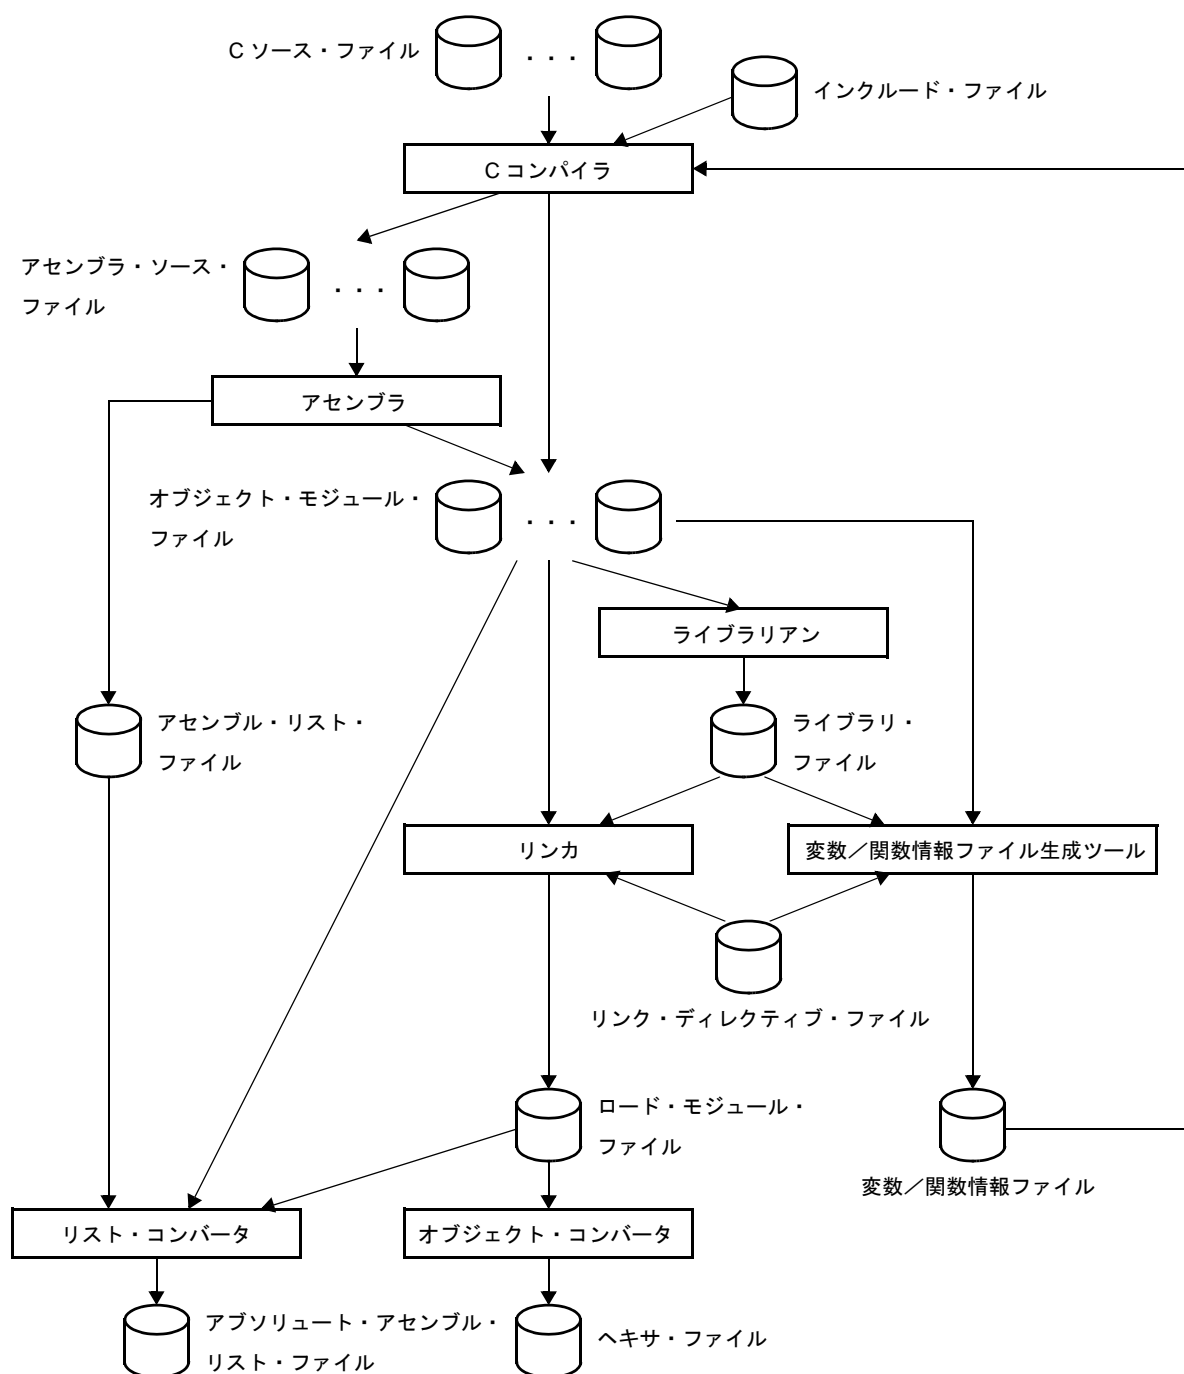 C ソース・ファイル
・・・
インクルード・ファイル
C コンパイラ
アセンブラ・ソース・
ファイル
・・・
アセンブラ
オブジェクト・モジュール・
ファイル
・・・
ライブラリアン
アセンブル・リスト・
ファイル
ライブラリ・
ファイル
リンカ
変数／関数情報ファイル生成ツール
リンク・ディレクティブ・ファイル
ロード・モジュール・
ファイル
変数／関数情報ファイル
リスト・コンバータ
オブジェクト・コンバータ
アブソリュート・アセンブル・
リスト・ファイル
ヘキサ・ファイル